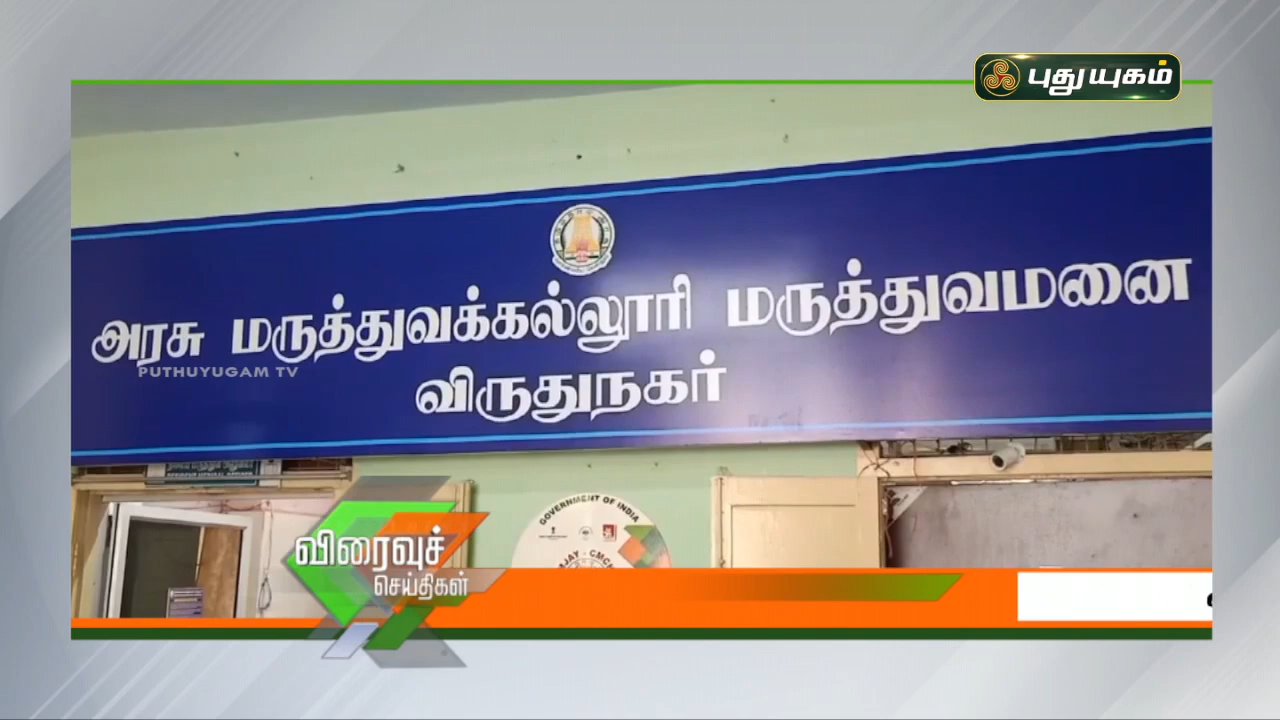 புதுயுகம்
அரசு மருத்துவக்கல்லூரி மருத்துவமனை
PUTHUYUGAM TV
விருதுநகர்
GOVERNMENT OF INDIA
விரைவுச்
செய்திகள்